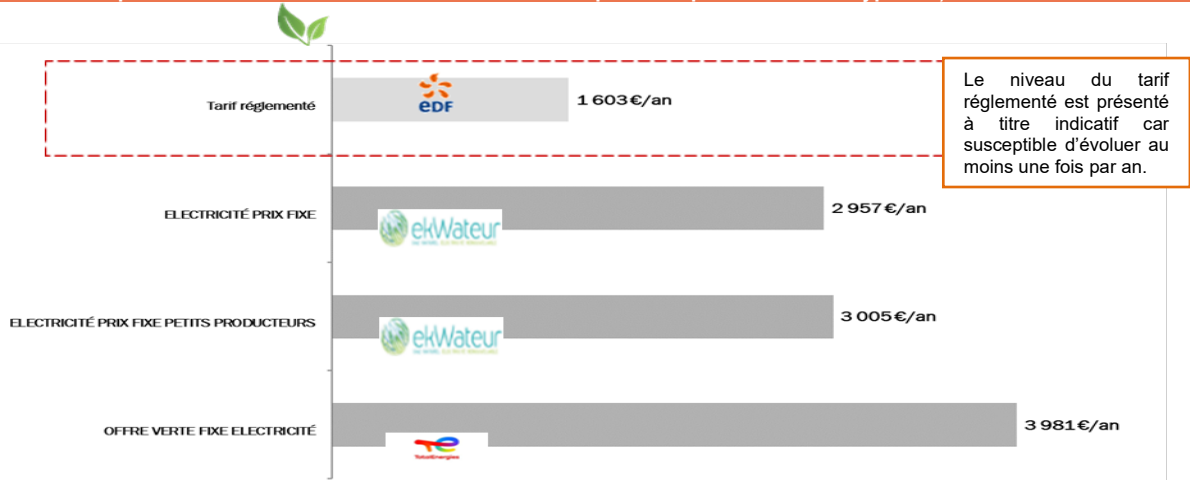 Tarif réglementé
eDF
1 603€/an
Le niveau du tarif
réglementé est présenté
à titre indicatif car
susceptible d'évoluer au
moins une fois par an.
ELECTRICITÉ PRIX FIXE
ekWateur
2 957€/an
ELECTRICITÉ PRIX FIXE PETITS PRODUCTEURS
ekWateur
3 005€/an
OFFRE VERTE FIXE ELECTRICITÉ
TotalEnergies
3 981€/an